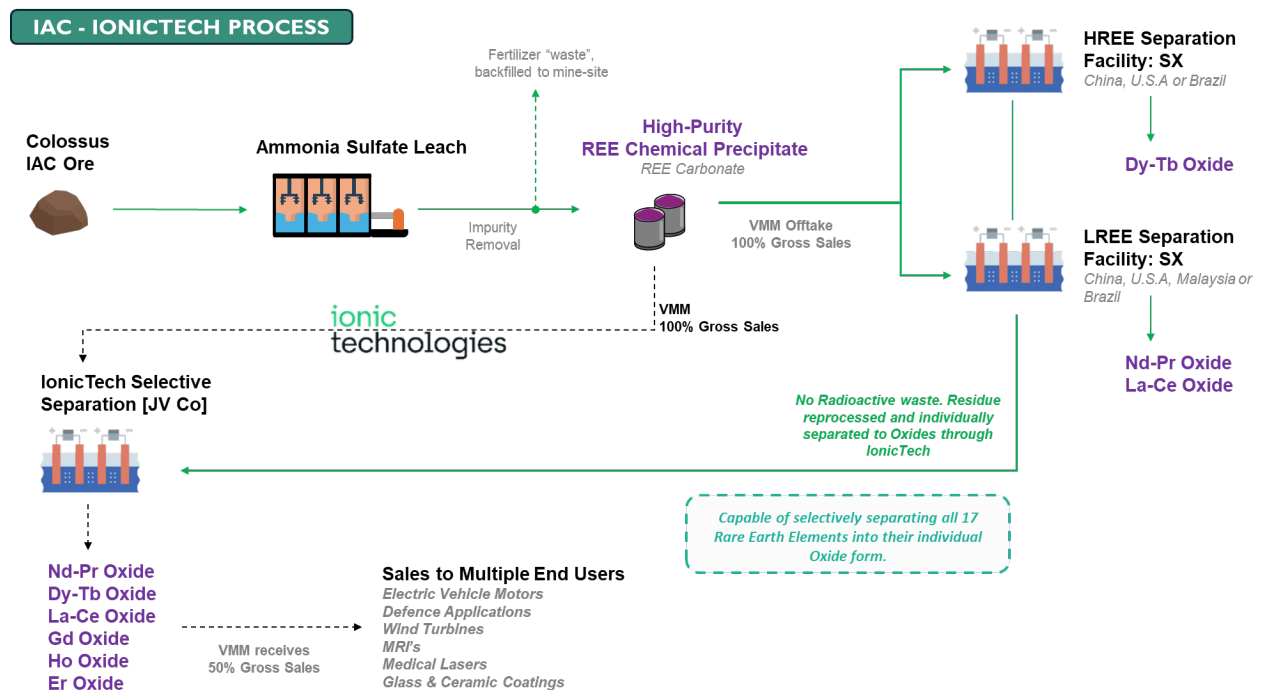 IAC - IONICTECH PROCESS
Fertilizer “waste”,
backfilled to mine-site
HREE Separation
Facility: SX
China, U.S.A or Brazil
Dy-Tb Oxide
Colossus
IAC Ore
Ammonia Sulfate Leach
Impurity
Removal
High-Purity
REE Chemical Precipitate
REE Carbonate
VMM Offtake
100% Gross Sales
LREE Separation
Facility: SX
China, U.S.A, Malaysia or
Brazil
Nd-Pr Oxide
La-Ce Oxide
VMM
100% Gross Sales
ionic
technologies
IonicTech Selective
Separation [JV Co]
No Radioactive waste. Residue
reprocessed and individually
separated to Oxides through
IonicTech
Capable of selectively separating all 17
Rare Earth Elements into their individual
Oxide form.
Nd-Pr Oxide
Dy-Tb Oxide
La-Ce Oxide
Gd Oxide
Ho Oxide
Er Oxide
VMM receives
50% Gross Sales
Sales to Multiple End Users
Electric Vehicle Motors
Defence Applications
Wind Turbines
MRI's
Medical Lasers
Glass & Ceramic Coatings